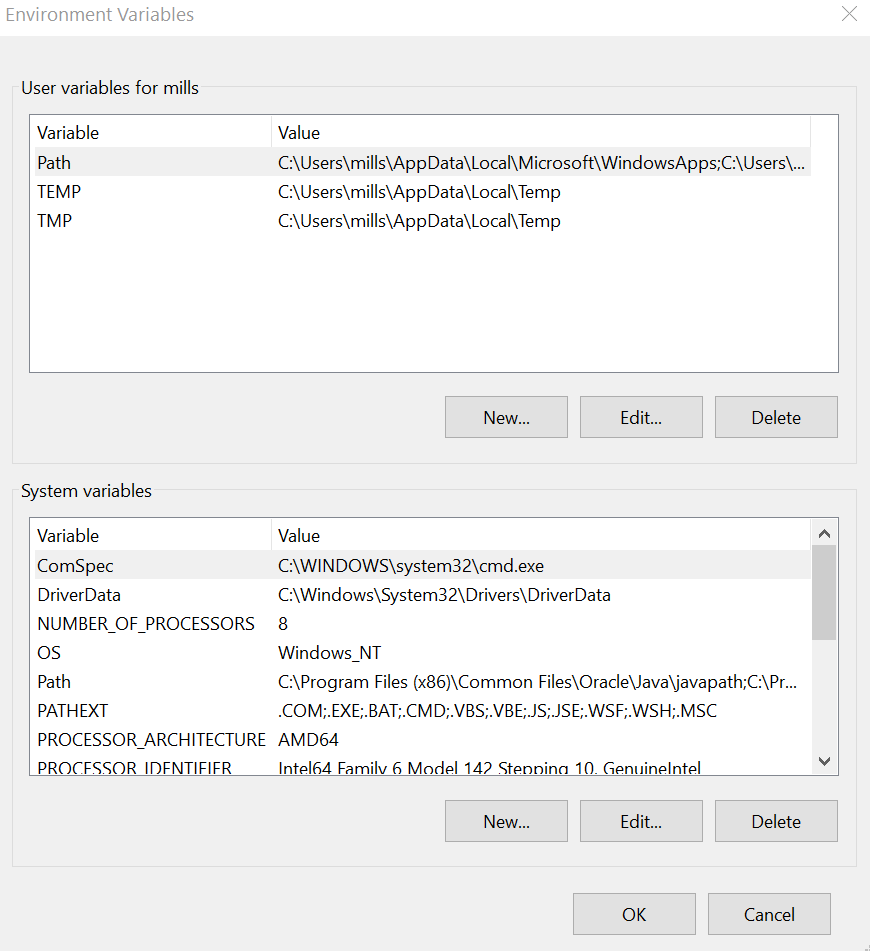 Environment Variables
User variables for mills
Variable Value
Path C:\Users\mills\AppData\Local\Microsoft\WindowsApps;C:\Users\...
TEMP C:\Users\mills\AppData\Local\Temp
TMP C:\Users\mills\AppData\Local\Temp
New... Edit... Delete
System variables
Variable Value
ComSpec C:\WINDOWS\system32\cmd.exe
DriverData C:\Windows\System32\Drivers\DriverData
NUMBER_OF_PROCESSORS 8
OS Windows_NT
Path C:\Program Files (x86)\Common Files\Oracle\Java\javapath;C:\Pr...
PATHEXT .COM;.EXE;.BAT;.CMD;.VBS;.VBE;.JS;.JSE;.WSF;.WSH;.MSC
PROCESSOR_ARCHITECTURE AMD64
PROCESSOR_IDENTIFIER Intel64 Family 6 Model 142 Stepping 10, GenuineIntel
New... Edit... Delete
OK Cancel